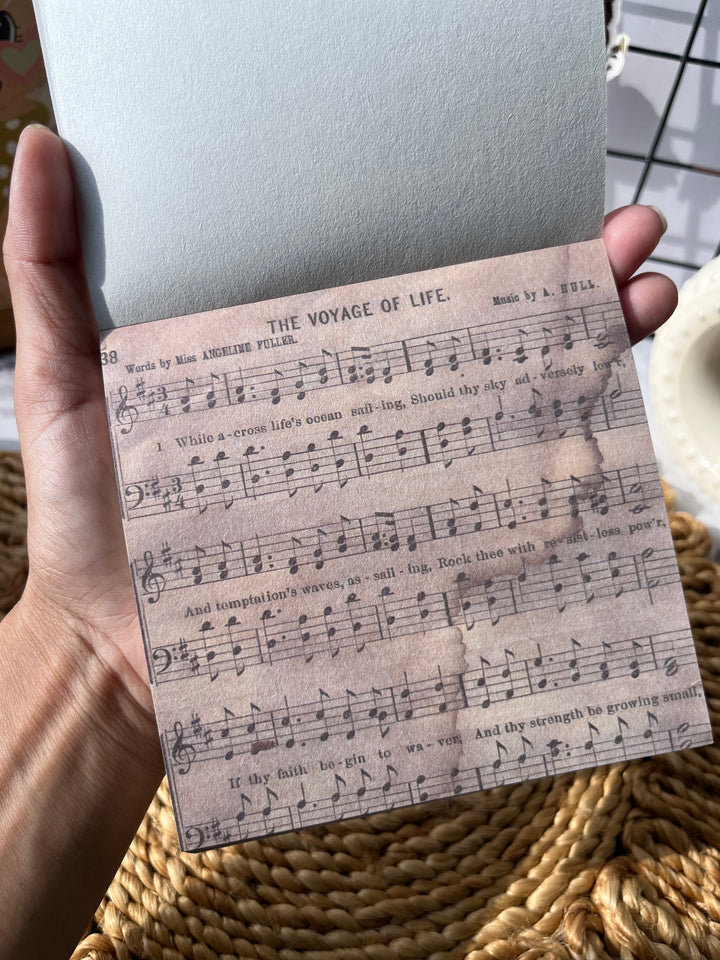 THE VOYAGE OF LIFE.
38 Words by Miss ANGELINE FULLER. Music by A. HULL.
1 While a-cross life's ocean sail-ing, Should thy sky ad-versely low'r,
And temptation's waves, as-sail-ing, Rock thee with re-sist-less pow'r,
If thy faith be-gin to wa-ver, And thy strength be growing small,